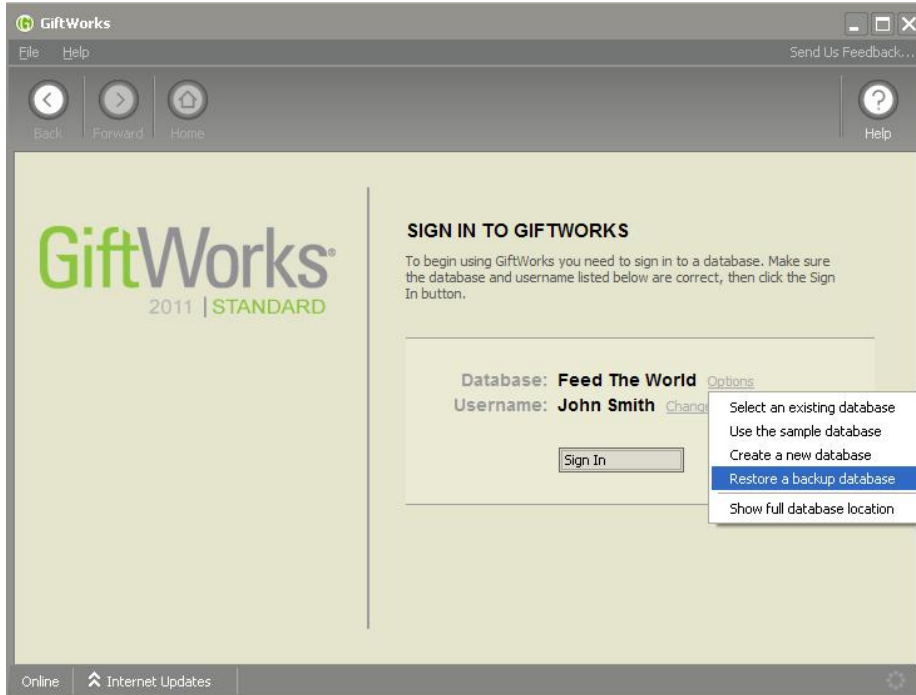 GiftWorks
File Help Send Us Feedback...
Back Forward Home Help
GiftWorks®
2011 | STANDARD
SIGN IN TO GIFTWORKS
To begin using GiftWorks you need to sign in to a database. Make sure
the database and username listed below are correct, then click the Sign
In button.
Database: Feed The World Options
Username: John Smith Change
Sign In
Select an existing database
Use the sample database
Create a new database
Restore a backup database
Show full database location
Online Internet Updates